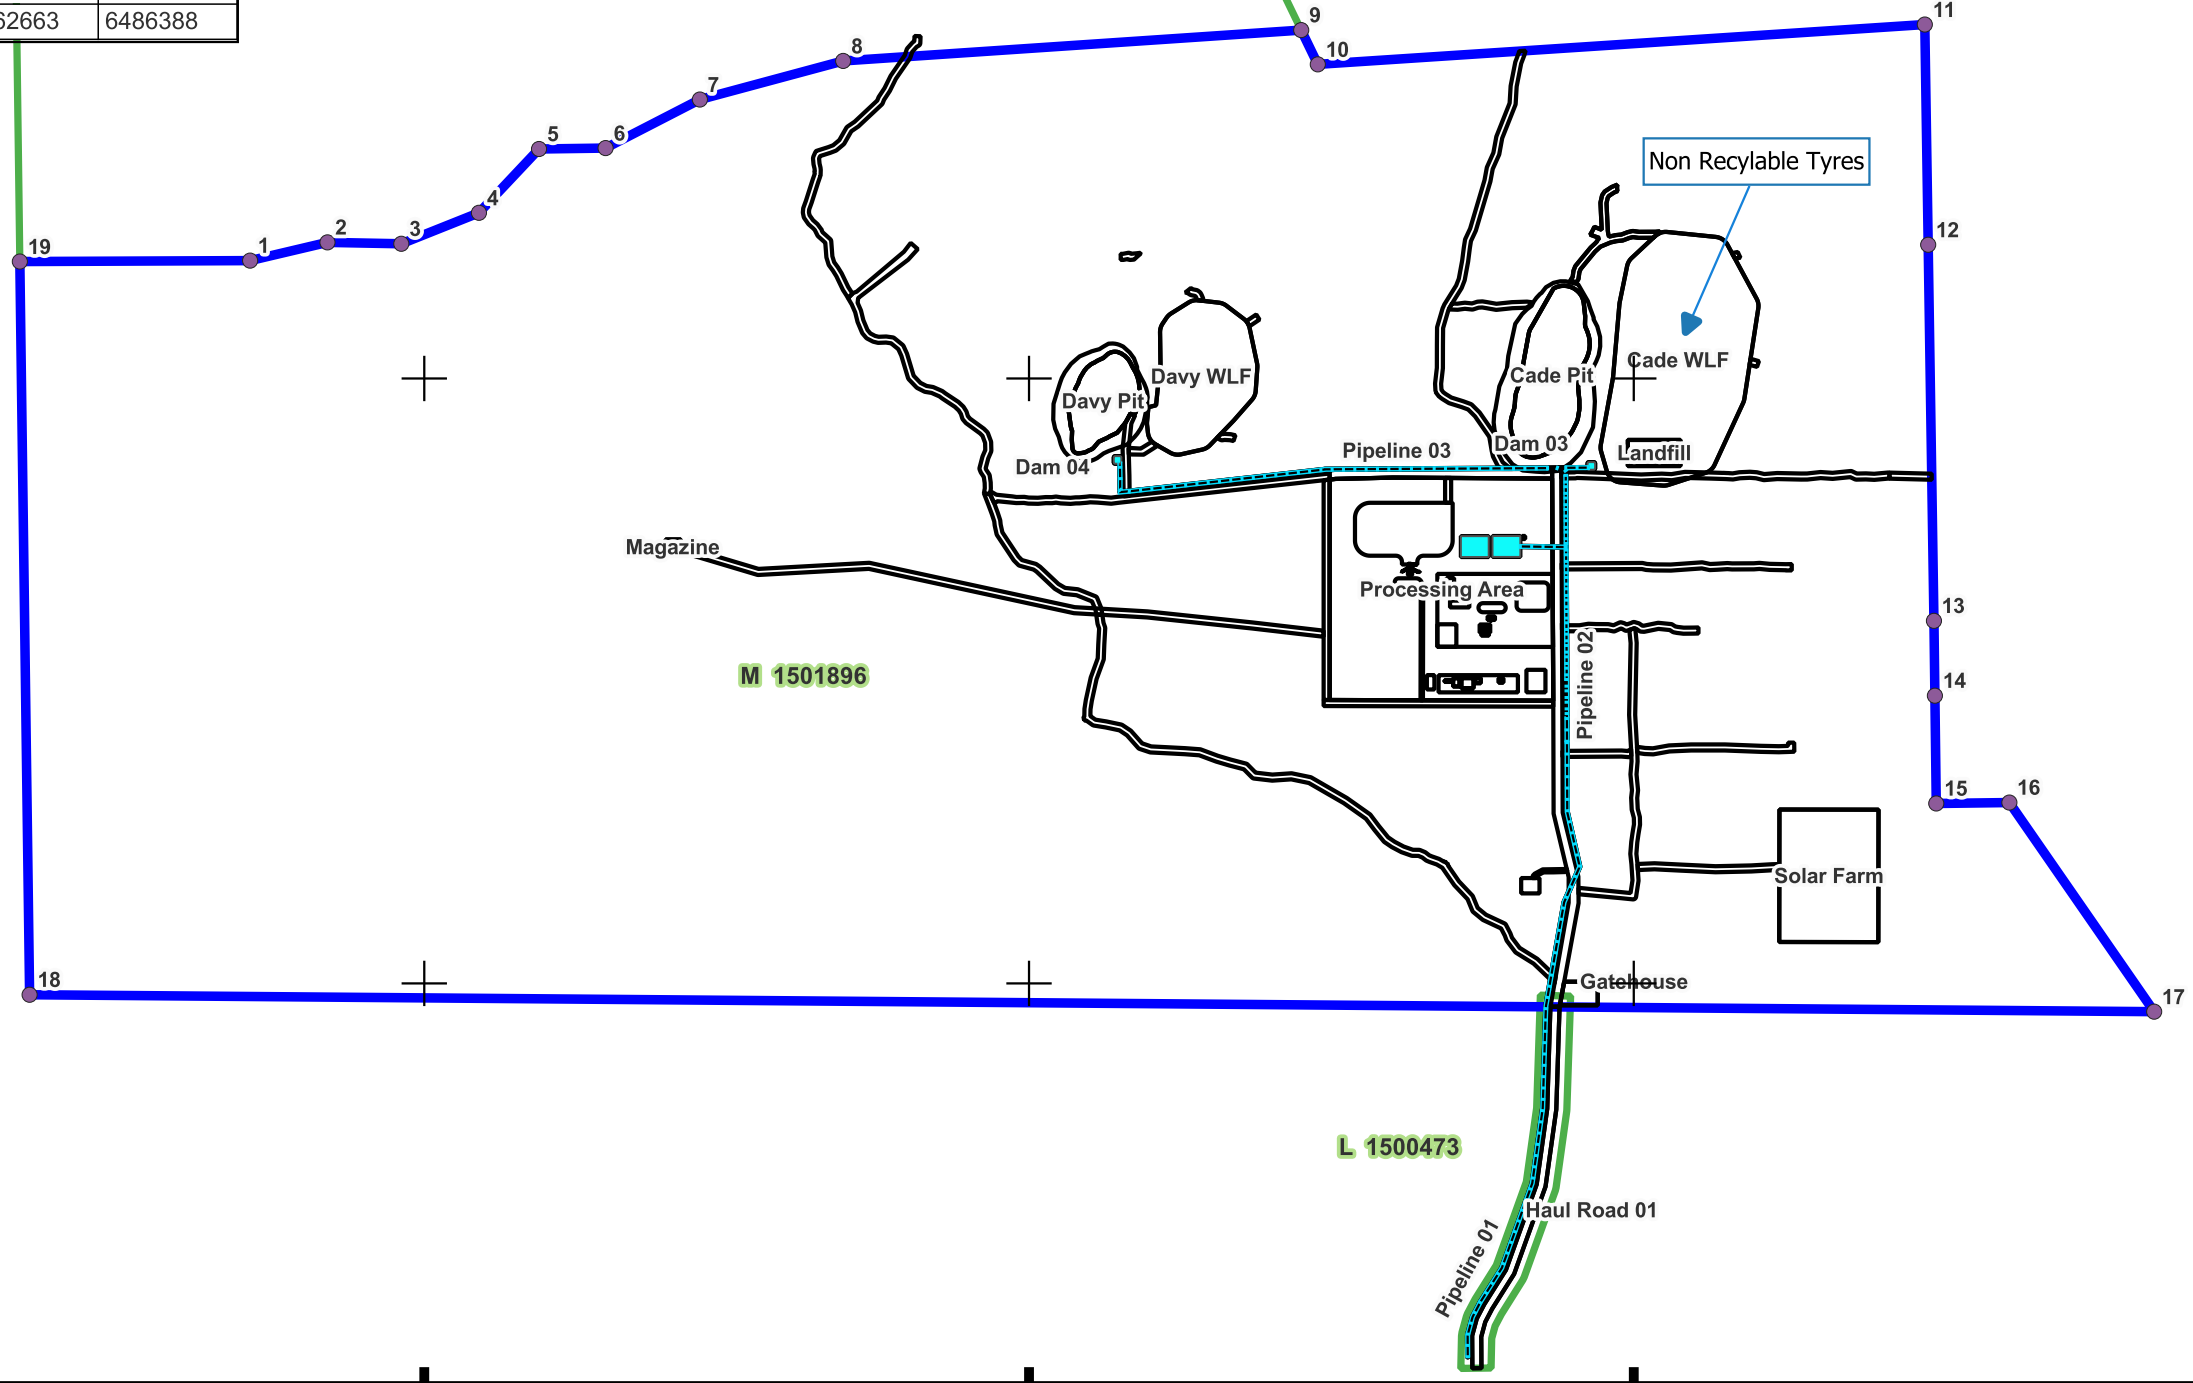 62663 6486388
9
11
10
8
7
5
6
Non Recylable Tyres
4
3
2
12
19
1
Cade WLF
Davy WLF
Cade Pit
Davy Pit
Dam 03
Pipeline 03
Landfill
Dam 04
Magazine
Processing Area
13
Pipeline 02
M 1501896
14
15
16
Solar Farm
18
Gatehouse
17
L 1500473
Haul Road 01
Pipeline 01